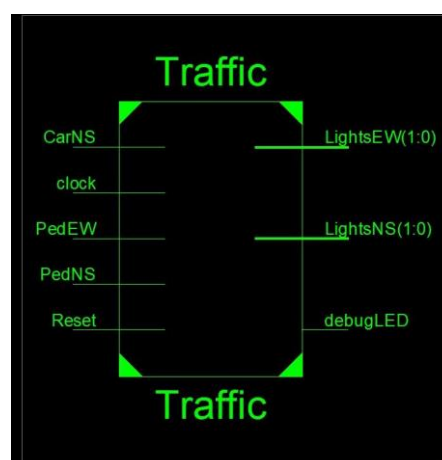 Traffic
CarNS
LightsEW(1:0)
clock
PedEW
LightsNS(1:0)
PedNS
Reset
debugLED
Traffic